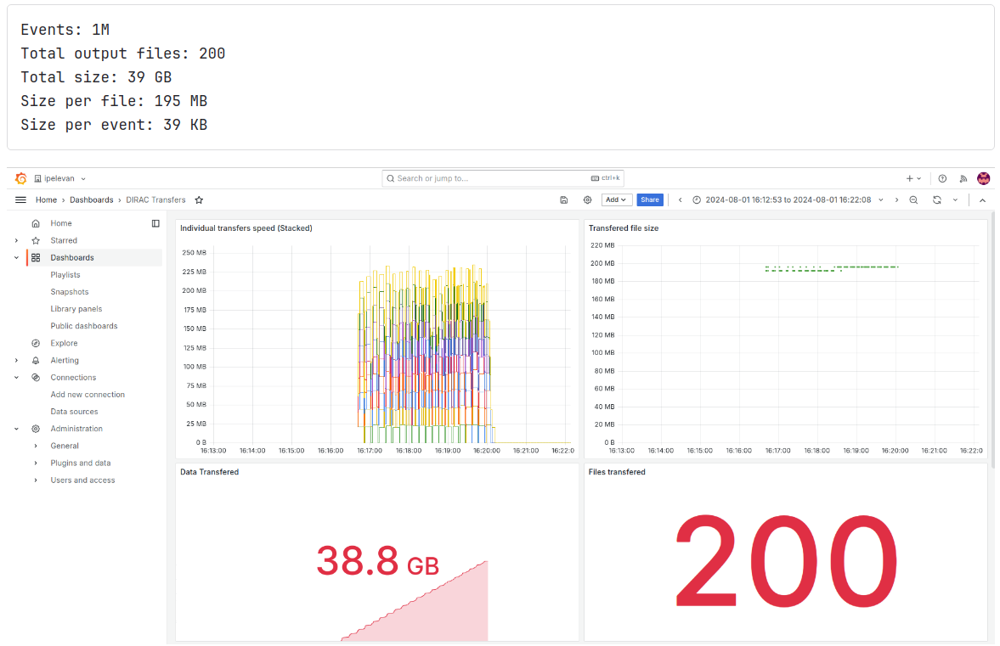 Events: 1M
Total output files: 200
Total size: 39 GB
Size per file: 195 MB
Size per event: 39 KB
ipelevan
Search or jump to...
ctrl+k
Home › Dashboards › DIRAC Transfers
Add
Share
2024-08-01 16:12:53 to 2024-08-01 16:22:08
Home
Starred
Dashboards
Playlists
Snapshots
Library panels
Public dashboards
Explore
Alerting
Connections
Add new connection
Data sources
Administration
General
Plugins and data
Users and access
Individual transfers speed (Stacked)
250 MB
225 MB
200 MB
175 MB
150 MB
125 MB
100 MB
75 MB
50 MB
25 MB
0 B
16:13:00 16:14:00 16:15:00 16:16:00 16:17:00 16:18:00 16:19:00 16:20:00 16:21:00 16:22:0
Transfered file size
220 MB
200 MB
180 MB
160 MB
140 MB
120 MB
100 MB
80 MB
60 MB
40 MB
20 MB
0 B
16:13:00 16:14:00 16:15:00 16:16:00 16:17:00 16:18:00 16:19:00 16:20:00 16:21:00 16:22:0
Data Transfered
38.8 GB
Files transfered
200